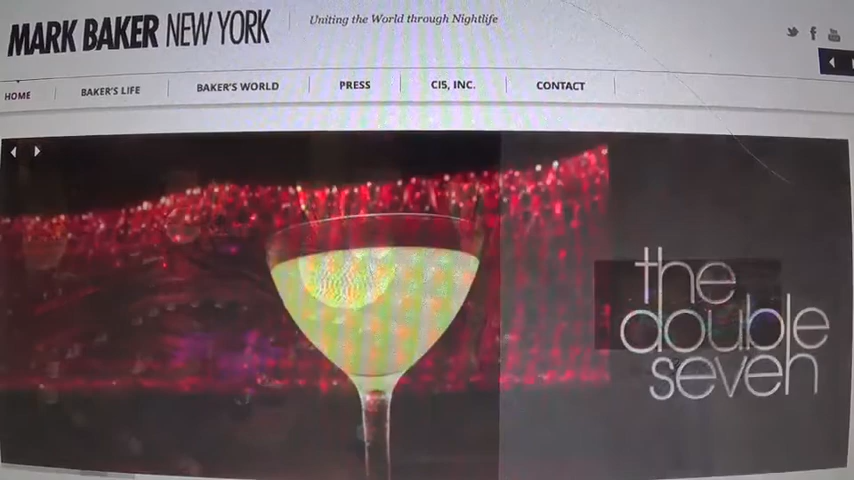 MARK BAKER NEW YORK
Uniting the World through Nightlife
HOME
BAKER'S LIFE
BAKER'S WORLD
PRESS
CI5, INC.
CONTACT
the
double
seven